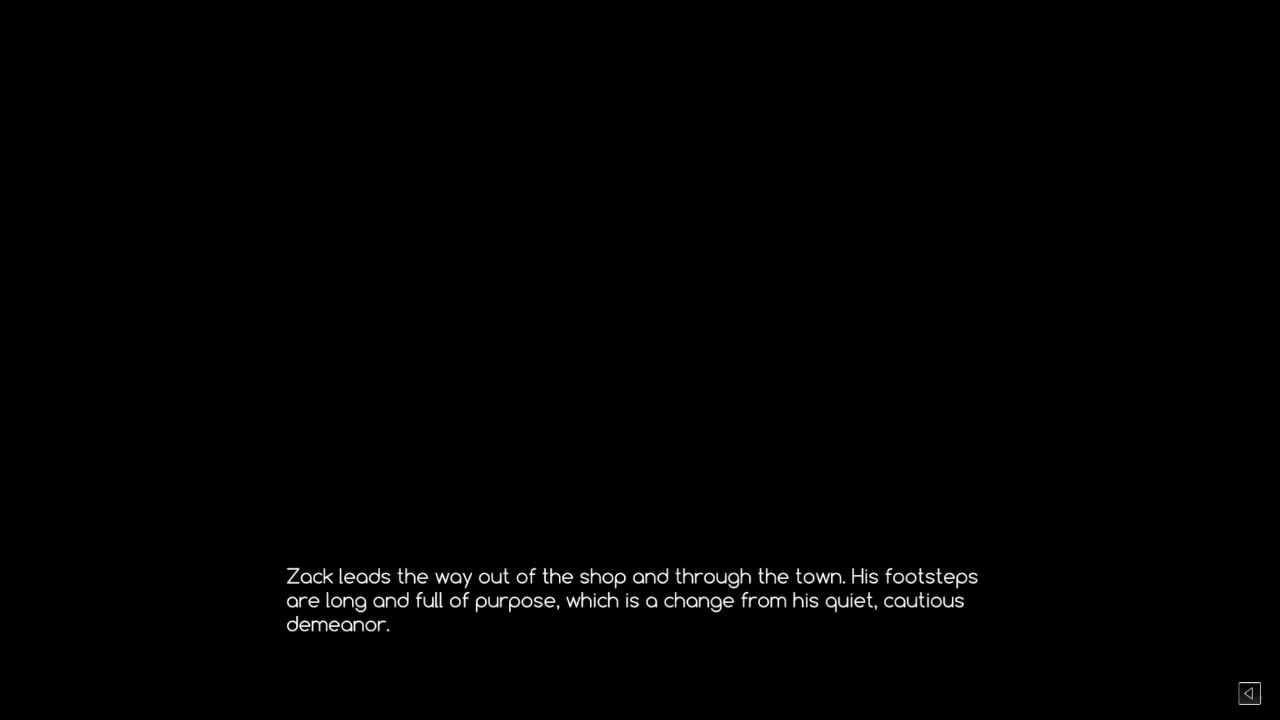 Zack leads the way out of the shop and through the town. His footsteps
are long and full of purpose, which is a change from his quiet, cautious
demeanor.